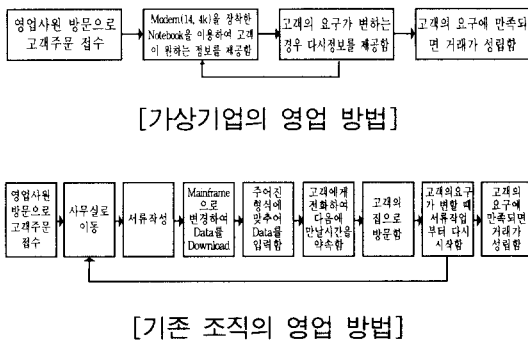 영업사원
방문으로
고객주문 접수
Modem(14, 4k)을 장착한
Notebook을 이용하여 고객
이 원하는 정보를 제공함
고객의 요구가 변하는
경우 다시정보를 제공함
고객의 요구에 만족되
면 거래가 성립함
[가상기업의 영업 방법]
영업사원
방문으로
고객주문
접수
사무실로
이동
서류작성
Mainframe
으로
변경하여
Data를
Download
주어진
형식에
맞추어
Data를
입력함
고객에게
전화하여
다음에
만날시간을
약속함
고객의
집으로
방문함
고객의요구
가 변할 때
서류작업
부터 다시
시작함
고객의
요구에
만족되면
거래가
성립함
[기존 조직의 영업 방법]